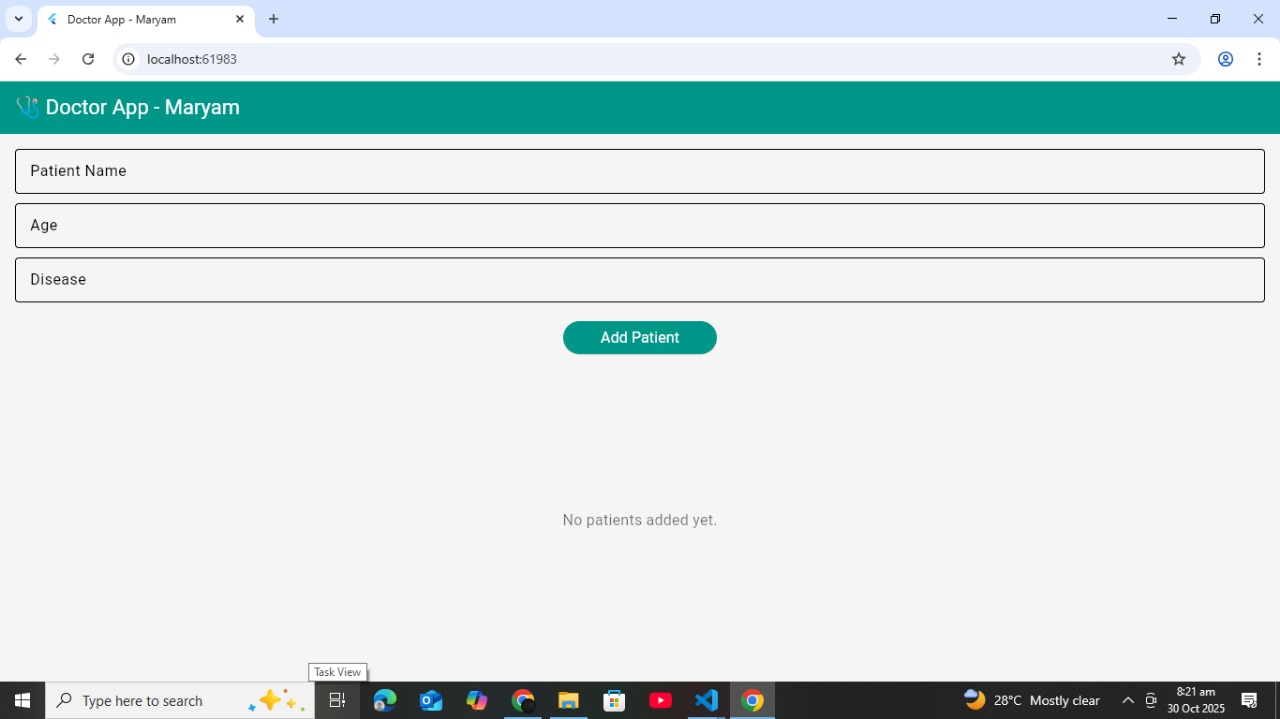 Doctor App - Maryam
localhost:61983
🩺 Doctor App - Maryam
Patient Name
Age
Disease
Add Patient
No patients added yet.
Task View
Type here to search
28°C Mostly clear
8:21 am
30 Oct 2025